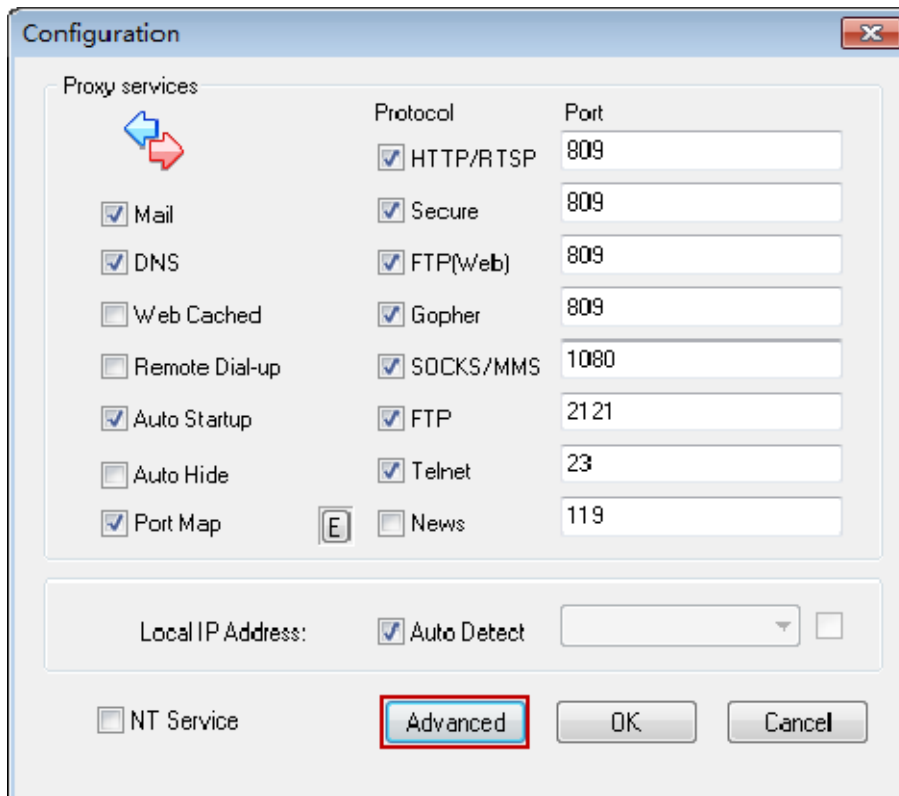 Configuration
Proxy services
Protocol Port
HTTP/RTSP 809
Mail Secure 809
DNS FTP(Web) 809
Web Cached Gopher 809
Remote Dial-up SOCKS/MMS 1080
Auto Startup FTP 2121
Auto Hide Telnet 23
Port Map E News 119
Local IP Address: Auto Detect
NT Service Advanced OK Cancel